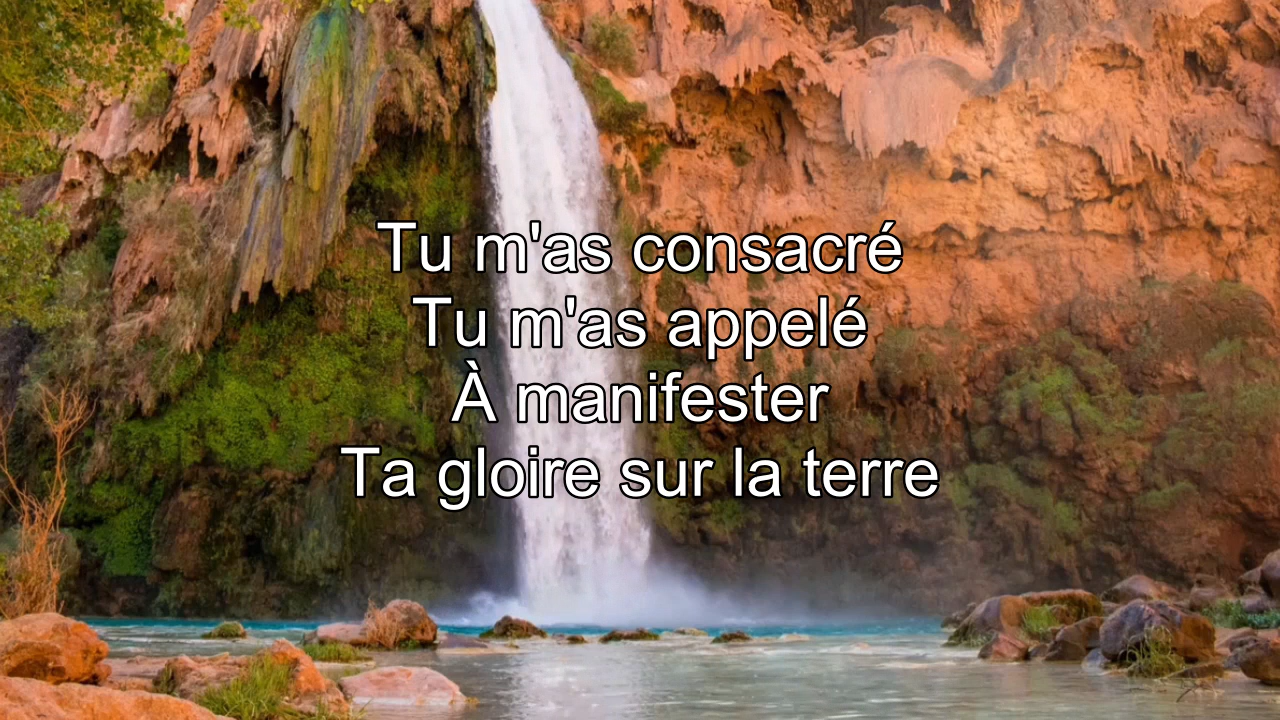 Tu m'as consacré
Tu m'as appelé
À manifester
Ta gloire sur la terre